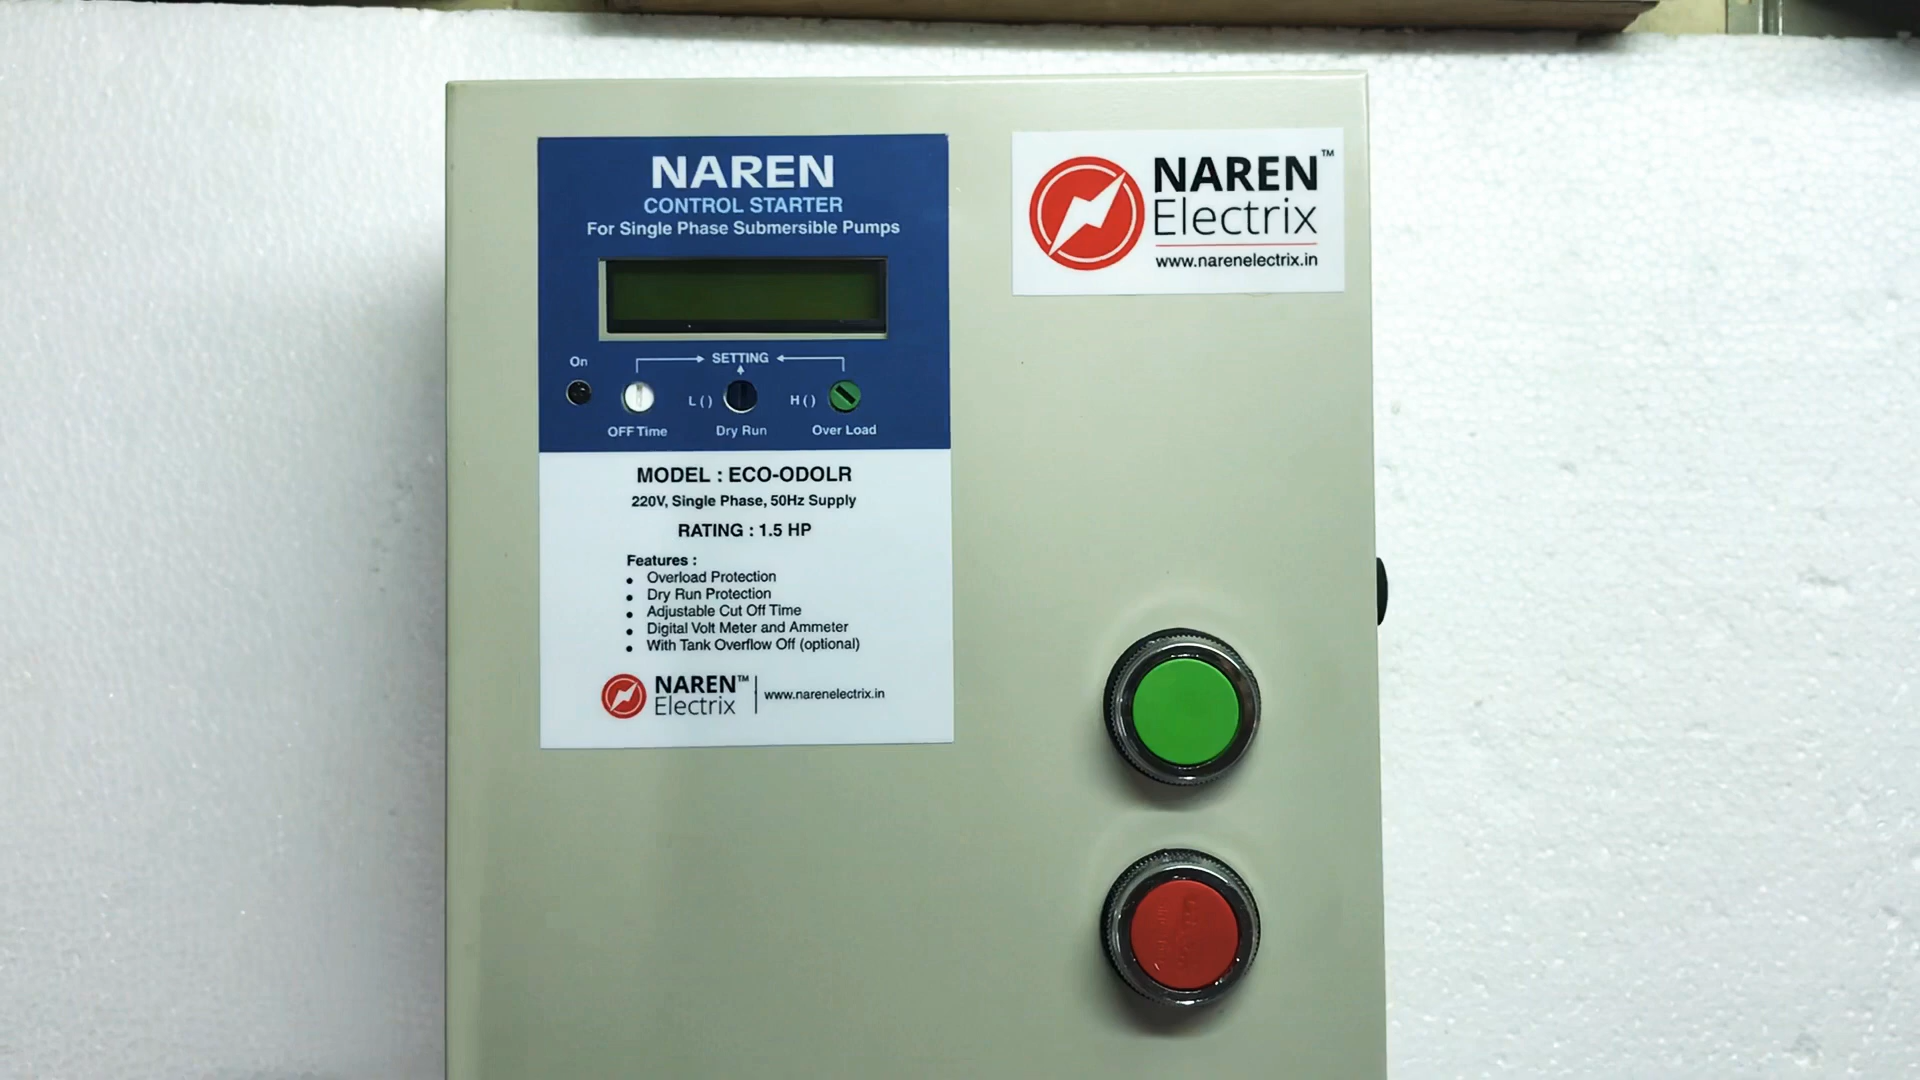 NAREN
CONTROL STARTER
For Single Phase Submersible Pumps
On
SETTING
L ( )
H ( )
OFF Time
Dry Run
Over Load
MODEL : ECO-ODOLR
220V, Single Phase, 50Hz Supply
RATING : 1.5 HP
Features :
• Overload Protection
• Dry Run Protection
• Adjustable Cut Off Time
• Digital Volt Meter and Ammeter
• With Tank Overflow Off (optional)
NAREN™
Electrix
www.narenelectrix.in
NAREN™
Electrix
www.narenelectrix.in